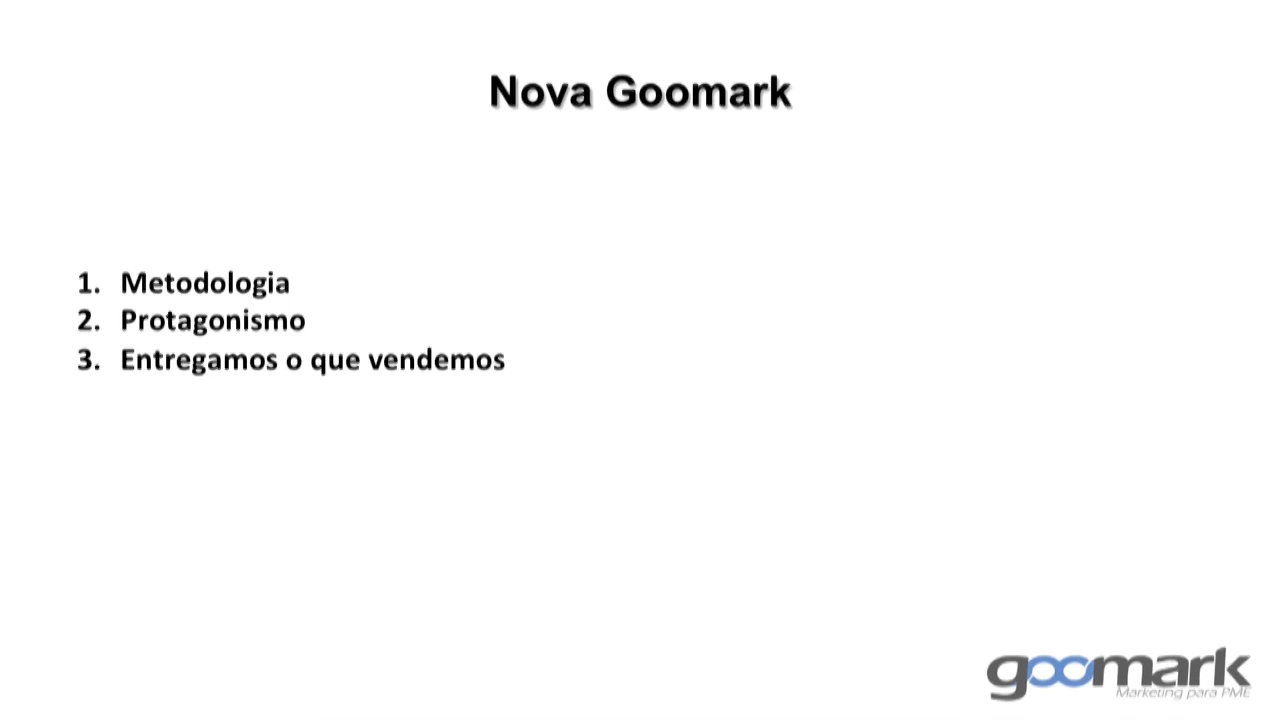 Nova Goomark
1. Metodologia
2. Protagonismo
3. Entregamos o que vendemos
goomark
Marketing para PME